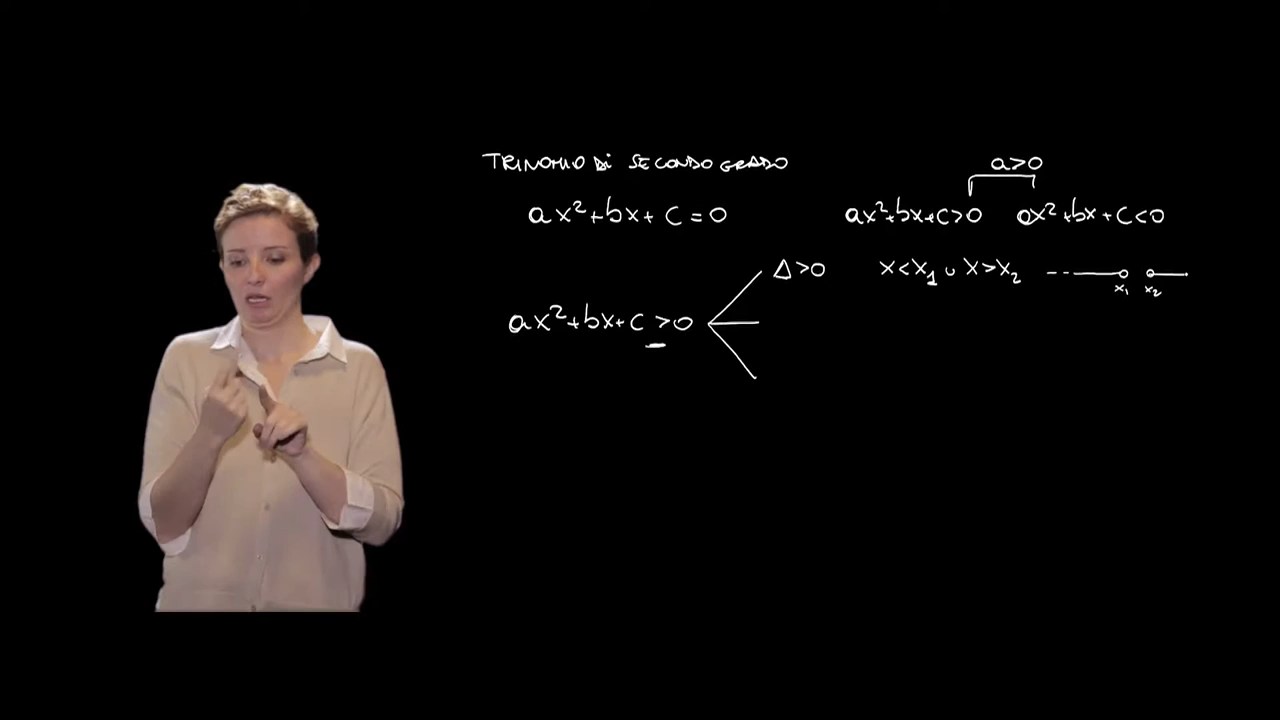 TRINOMIO DI SECONDO GRADO
a>0
ax²+bx+c=0
ax²+bx+c>0 ax²+bx+c<0
Δ>0 x<x₁ ∪ x>x₂
x₁ x₂
ax²+bx+c>0